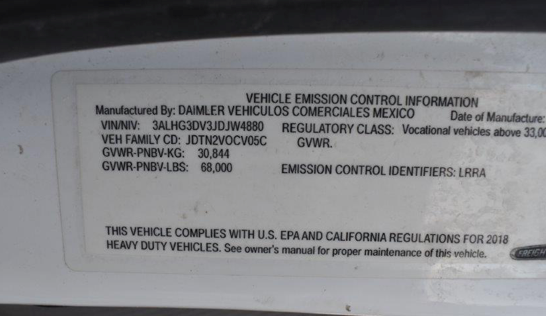 VEHICLE EMISSION CONTROL INFORMATION
Manufactured By: DAIMLER VEHICULOS COMERCIALES MEXICO Date of Manufacture:
VIN/NIV: 3ALHG3DV3JDJW4880 REGULATORY CLASS: Vocational vehicles above 33,00
VEH FAMILY CD: JDTN2VOCV05C GVWR.
GVWR-PNBV-KG: 30,844
GVWR-PNBV-LBS: 68,000 EMISSION CONTROL IDENTIFIERS: LRRA
THIS VEHICLE COMPLIES WITH U.S. EPA AND CALIFORNIA REGULATIONS FOR 2018
HEAVY DUTY VEHICLES. See owner's manual for proper maintenance of this vehicle.